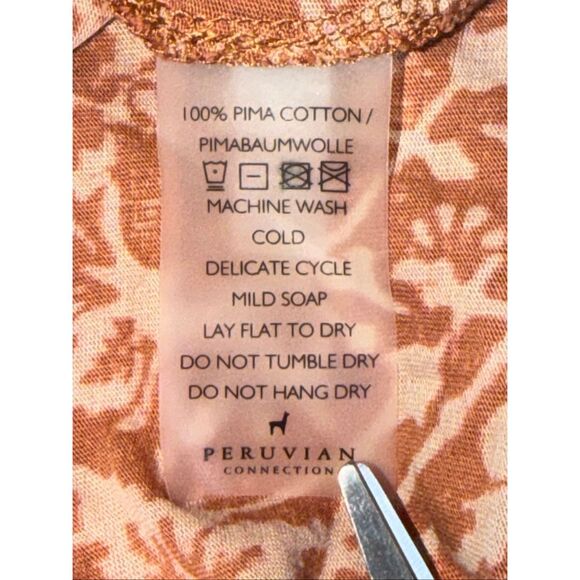 100% PIMA COTTON /
PIMABAUMWOLLE
MACHINE WASH
COLD
DELICATE CYCLE
MILD SOAP
LAY FLAT TO DRY
DO NOT TUMBLE DRY
DO NOT HANG DRY
PERUVIAN
CONNECTION